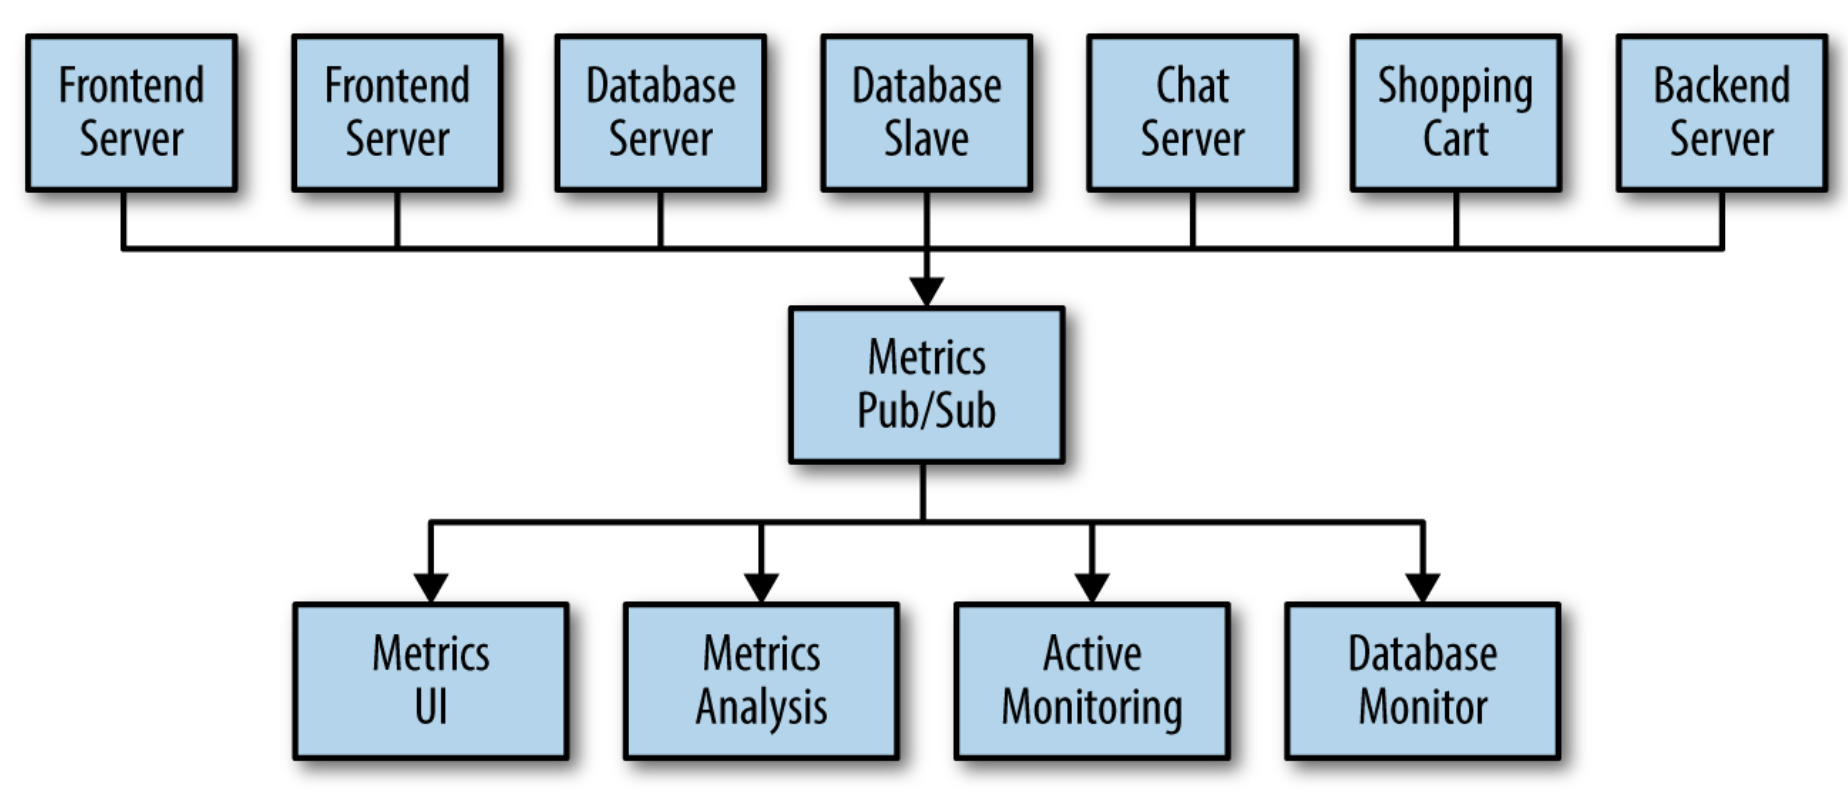 Frontend
Server
Frontend
Server
Database
Server
Database
Slave
Chat
Server
Shopping
Cart
Backend
Server
Metrics
Pub/Sub
Metrics
UI
Metrics
Analysis
Active
Monitoring
Database
Monitor